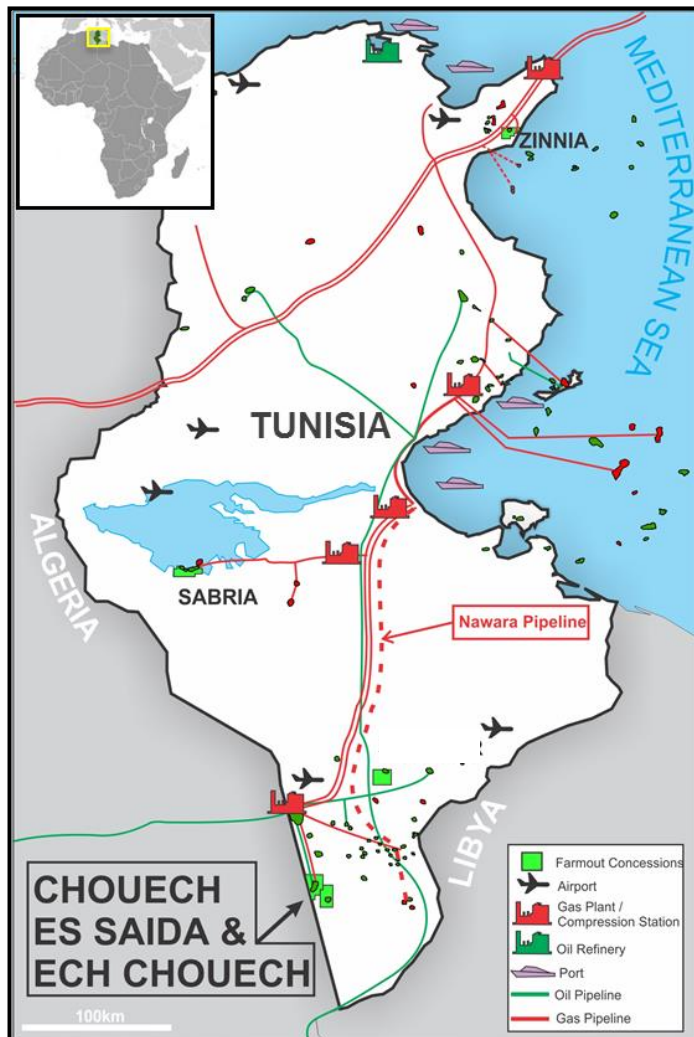 MEDITERRANEAN SEA
ZINNIA
TUNISIA
ALGERIA
SABRIA
Nawara Pipeline
LIBYA
CHOUECH
ES SAIDA &
ECH CHOUECH
100km
Farmout Concessions
Airport
Gas Plant /
Compression Station
Oil Refinery
Port
Oil Pipeline
Gas Pipeline